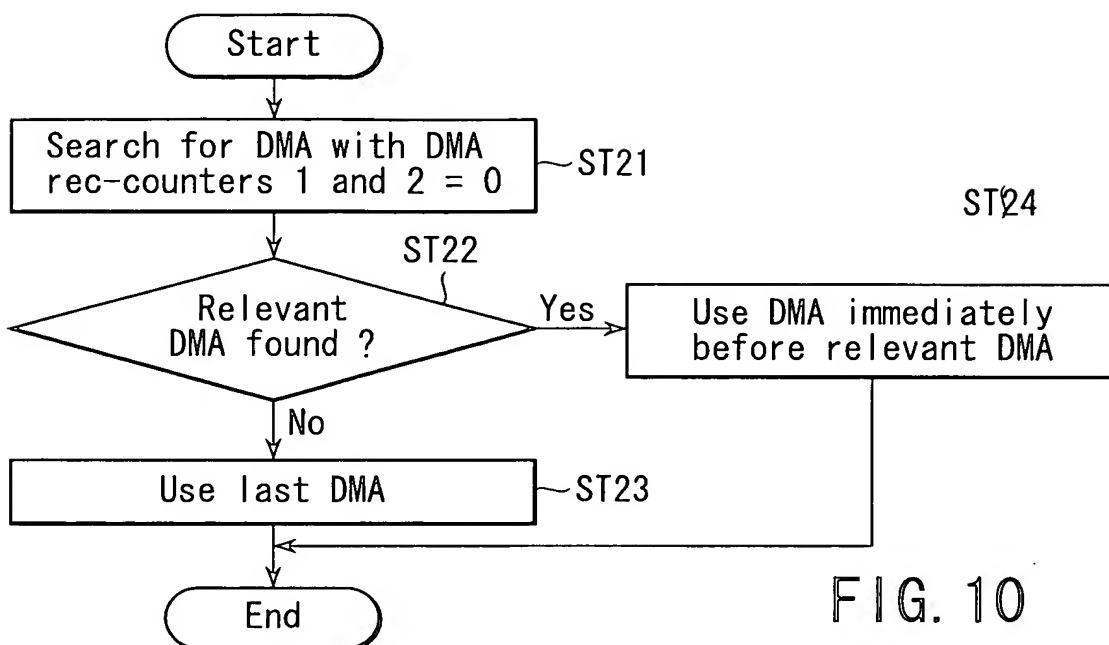 Start
Search for DMA with DMA
rec-counters 1 and 2 = 0
ST21
ST24
ST22
Relevant
DMA found ?
Yes
Use DMA immediately
before relevant DMA
No
Use last DMA
ST23
End
FIG. 10